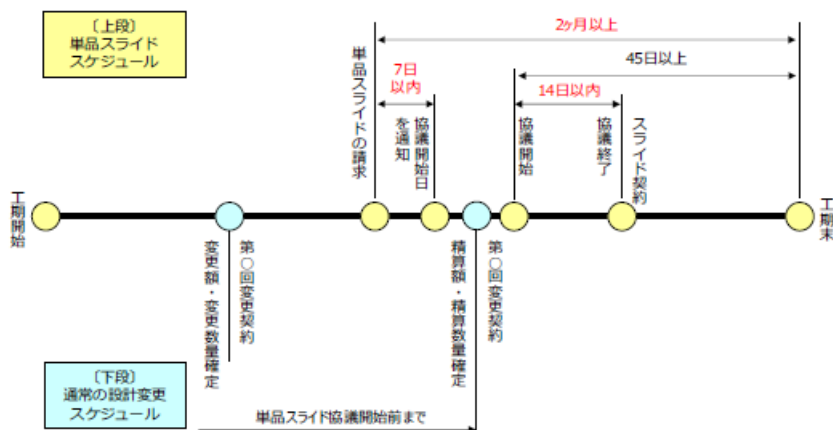 〔上段〕
単品スライド
スケジュール
2ヶ月以上
45日以上
7日
以内
14日以内
単品スライドの請求
協議開始日
を通知
協議開始
協議終了
スライド契約
工期開始
工期末
第〇回変更契約
変更額・変更数量確定
第〇回変更契約
精算額・精算数量確定
〔下段〕
通常の設計変更
スケジュール
単品スライド協議開始前まで